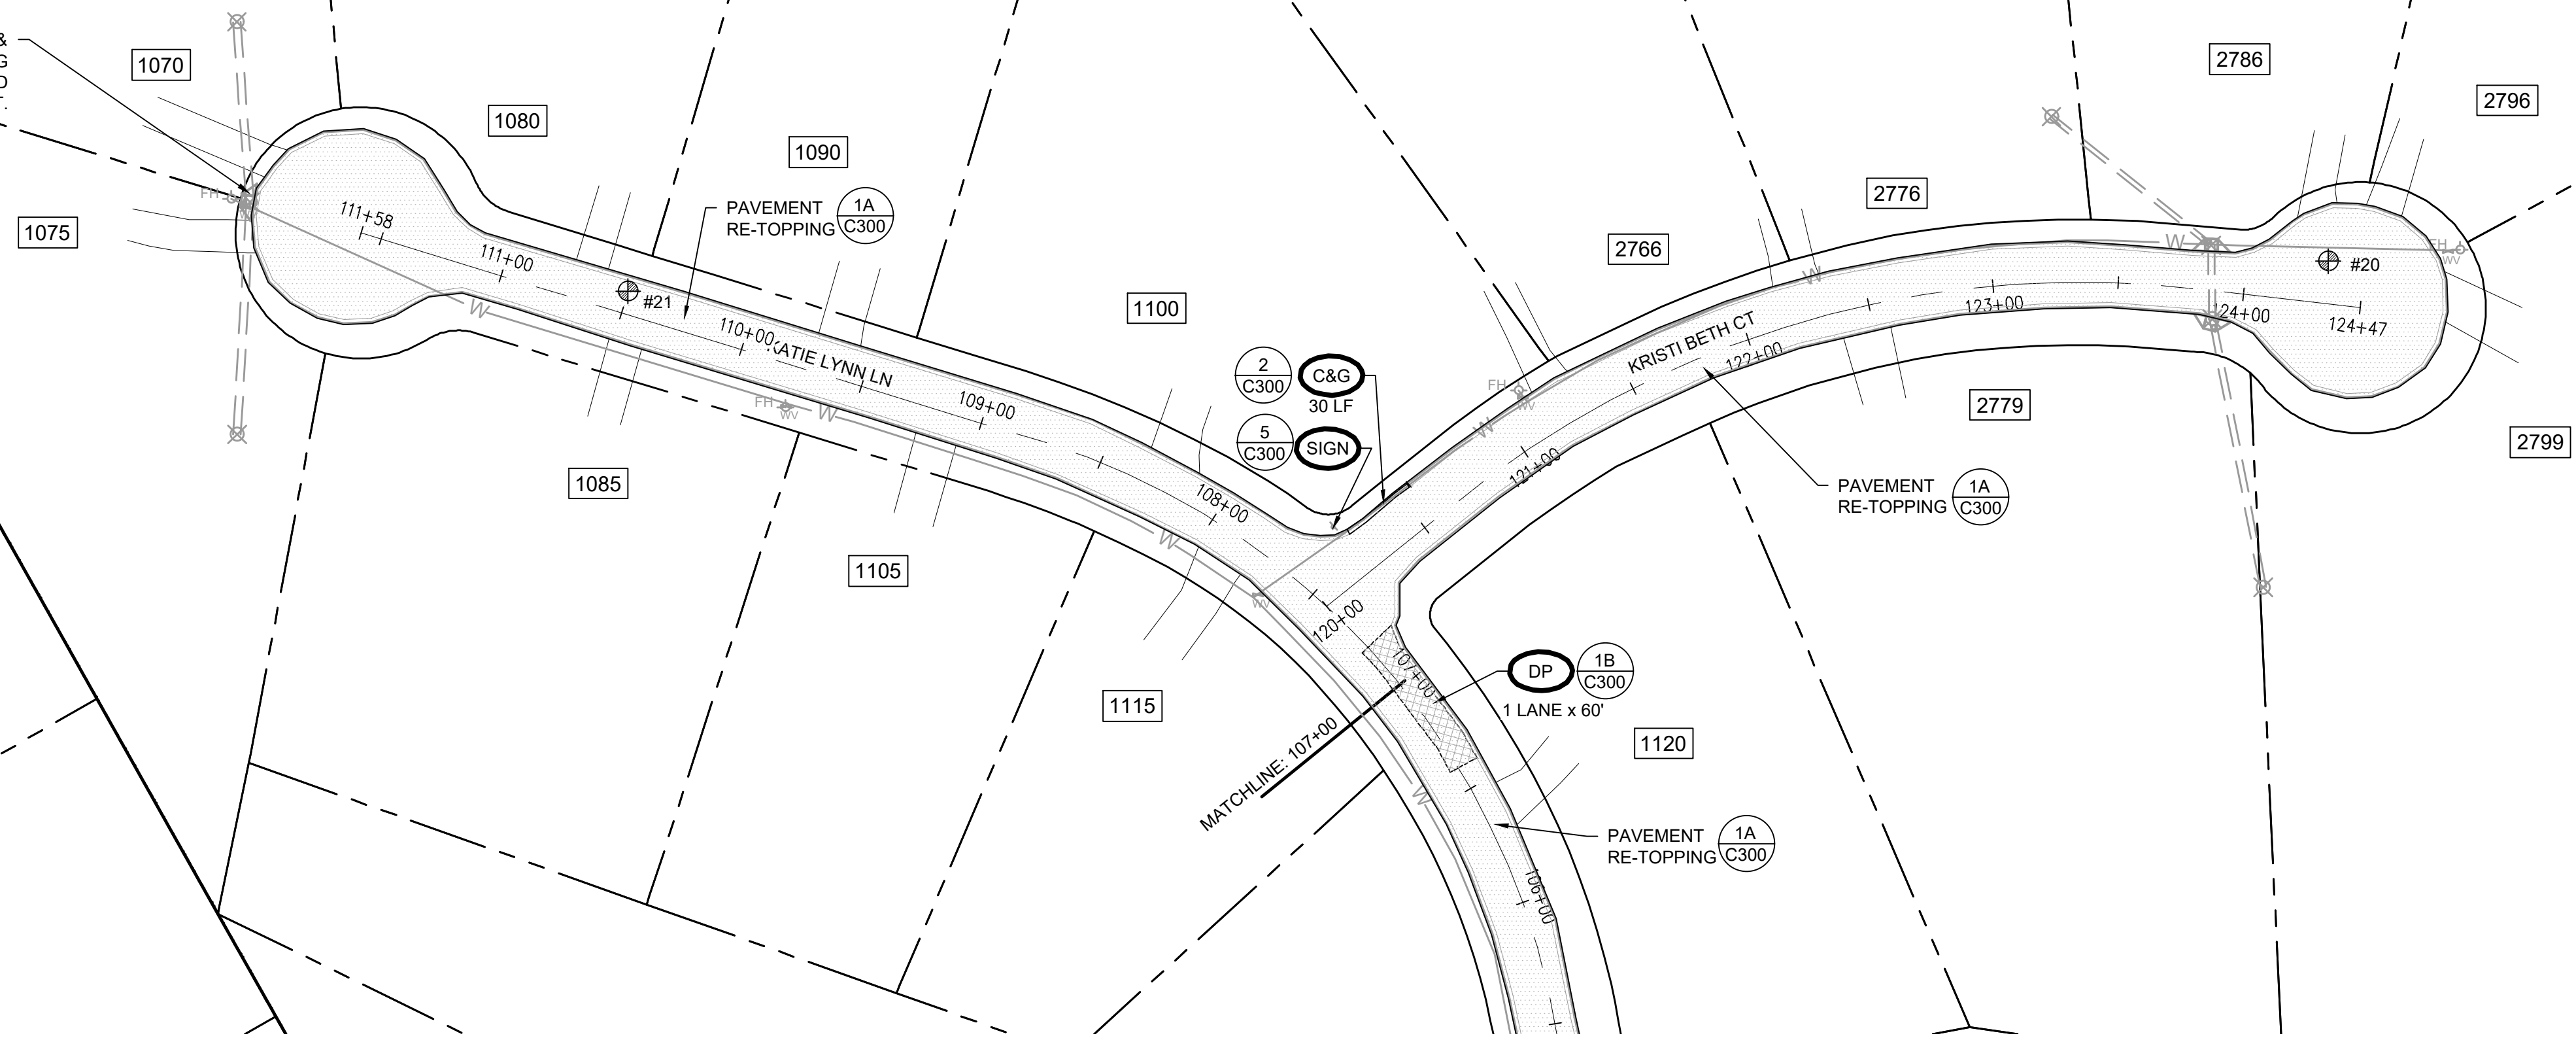 &
G
1070
1075
1080
1090
FH
111+58
111+00
#21
PAVEMENT
RE-TOPPING
1A
C300
W
110+00
KATIE LYNN LN
109+00
FH
WV
W
1085
1105
1100
2
C300
C&G
30 LF
5
C300
SIGN
108+00
W
WV
1115
120+00
107+00
MATCHLINE: 107+00
DP
1B
C300
1 LANE x 60'
1120
W
PAVEMENT
RE-TOPPING
1A
C300
106+00
FH
WV
W
121+00
2766
2776
W
KRISTI BETH CT
122+00
123+00
PAVEMENT
RE-TOPPING
1A
C300
2779
2786
2796
W
FH
WV
#20
124+00
124+47
2799